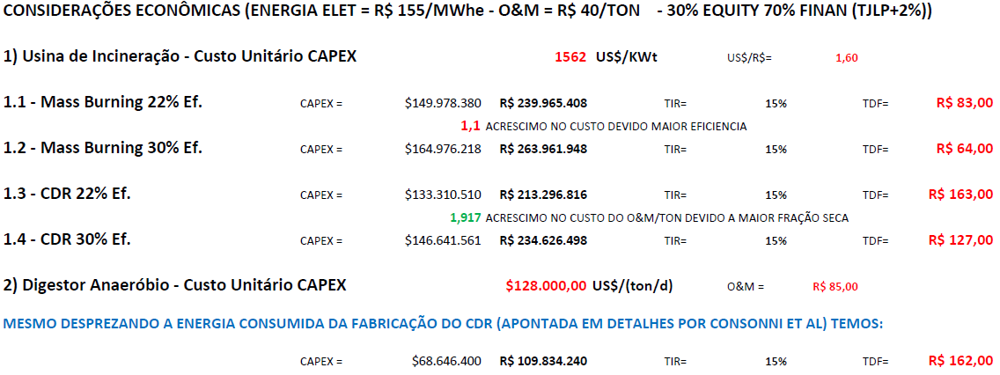 CONSIDERAÇÕES ECONÔMICAS (ENERGIA ELET = R$ 155/MWhe - O&M = R$ 40/TON - 30% EQUITY 70% FINAN (TJLP+2%))
1) Usina de Incineração - Custo Unitário CAPEX 1562 US$/KWt US$/R$= 1,60
1.1 - Mass Burning 22% Ef. CAPEX = $149.978.380 R$ 239.965.408 TIR= 15% TDF= R$ 83,00
1,1 ACRESCIMO NO CUSTO DEVIDO MAIOR EFICIENCIA
1.2 - Mass Burning 30% Ef. CAPEX = $164.976.218 R$ 263.961.948 TIR= 15% TDF= R$ 64,00
1.3 - CDR 22% Ef. CAPEX = $133.310.510 R$ 213.296.816 TIR= 15% TDF= R$ 163,00
1,917 ACRESCIMO NO CUSTO DO O&M/TON DEVIDO A MAIOR FRAÇÃO SECA
1.4 - CDR 30% Ef. CAPEX = $146.641.561 R$ 234.626.498 TIR= 15% TDF= R$ 127,00
2) Digestor Anaeróbio - Custo Unitário CAPEX $128.000,00 US$/(ton/d) O&M = R$ 85,00
MESMO DESPREZANDO A ENERGIA CONSUMIDA DA FABRICAÇÃO DO CDR (APONTADA EM DETALHES POR CONSONNI ET AL) TEMOS:
CAPEX = $68.646.400 R$ 109.834.240 TIR= 15% TDF= R$ 162,00